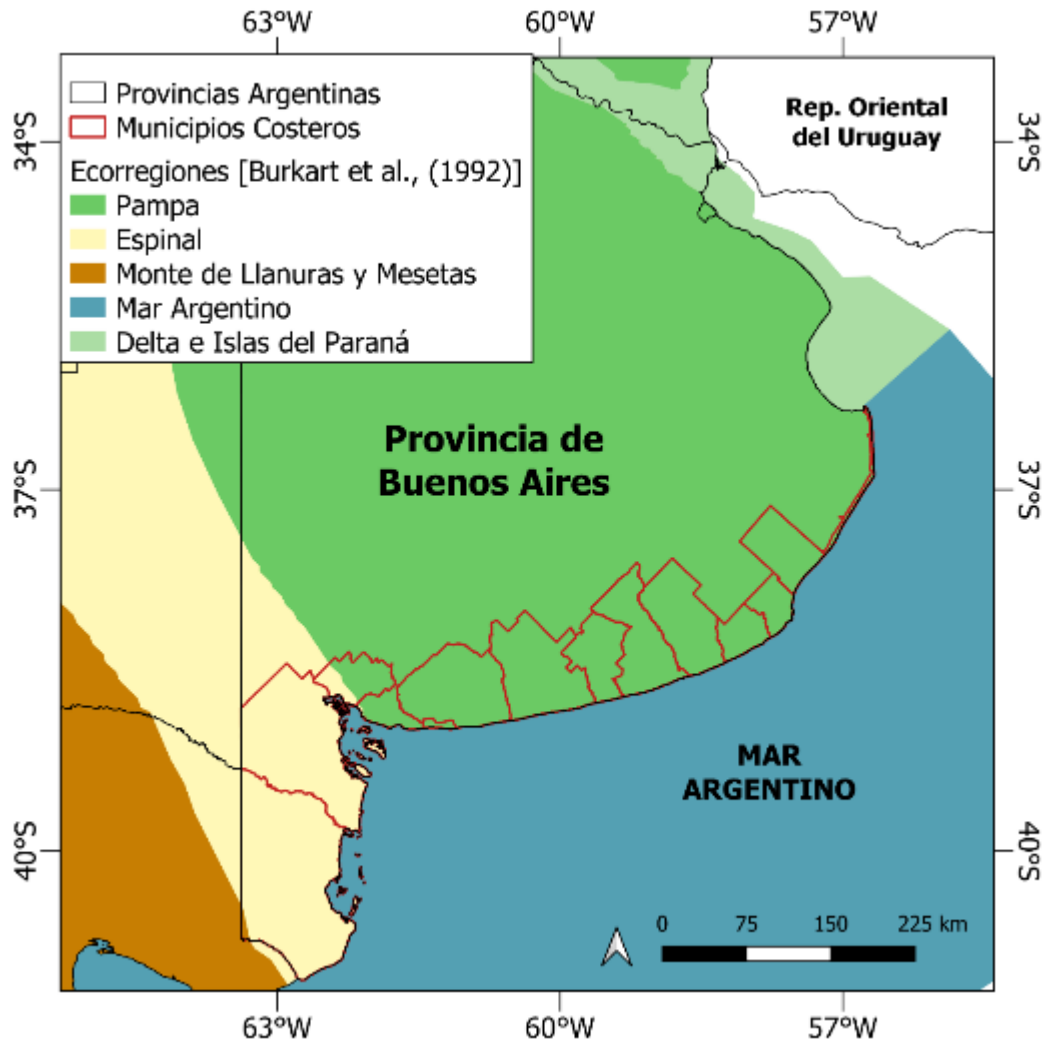 63°W
60°W
57°W
Provincias Argentinas
Municipios Costeros
Ecorregiones [Burkart et al., (1992)]
Pampa
Espinal
Monte de Llanuras y Mesetas
Mar Argentino
Delta e Islas del Paraná
Rep. Oriental
del Uruguay
34°S
34°S
Provincia de
Buenos Aires
37°S
37°S
MAR
ARGENTINO
40°S
40°S
0 75 150 225 km
63°W
60°W
57°W